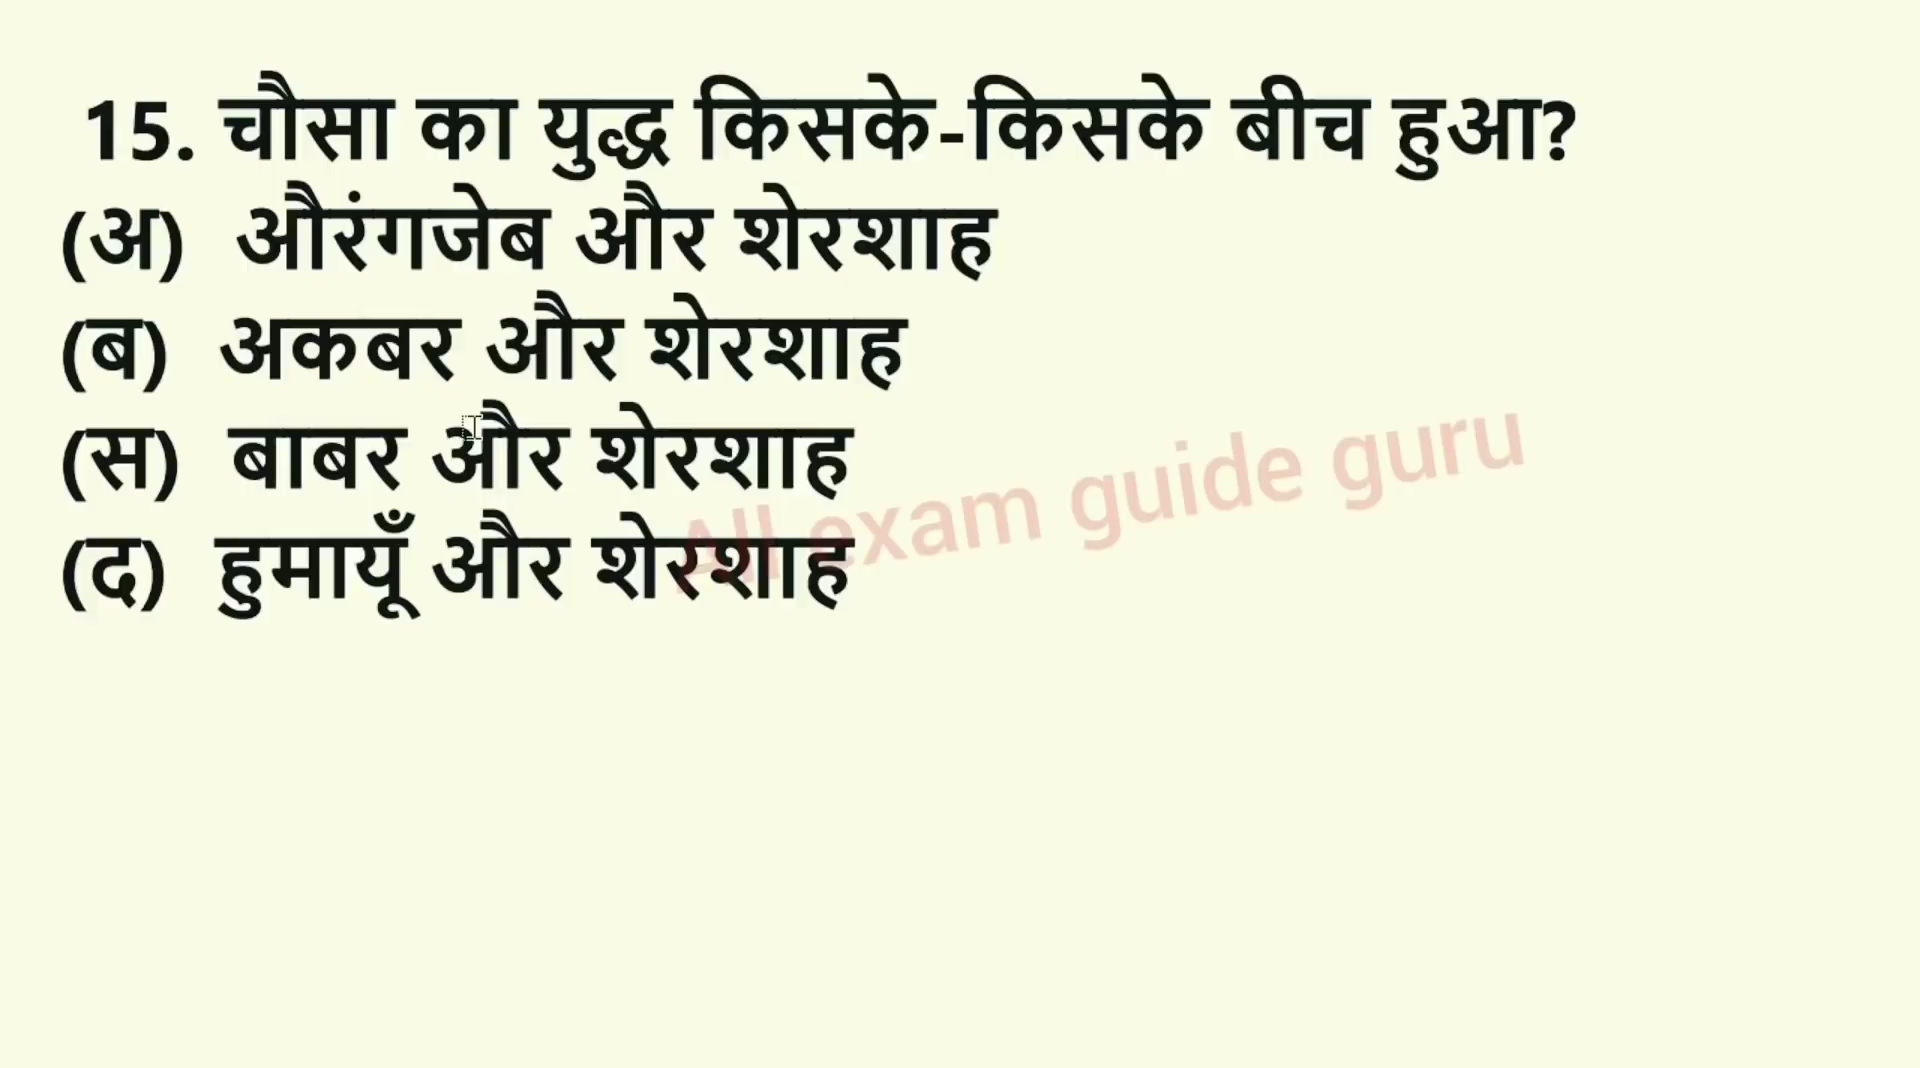 15. चौसा का युद्ध किसके-किसके बीच हुआ?
(अ) औरंगजेब और शेरशाह
(ब) अकबर और शेरशाह
(स) बाबर और शेरशाह
(द) हुमायूँ और शेरशाह
All exam guide guru